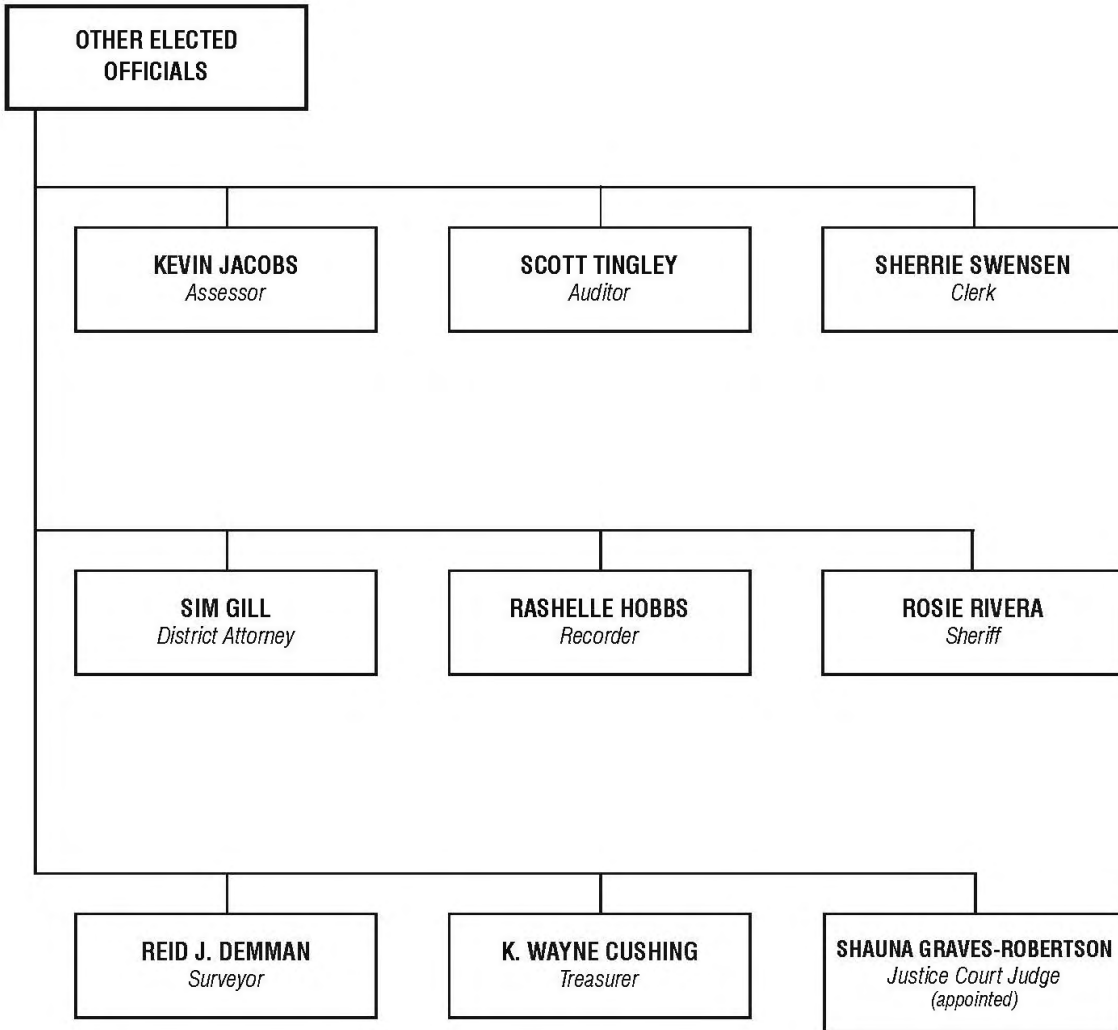 OTHER ELECTED
OFFICIALS
KEVIN JACOBS
Assessor
SCOTT TINGLEY
Auditor
SHERRIE SWENSEN
Clerk
SIM GILL
District Attorney
RASHELLE HOBBS
Recorder
ROSIE RIVERA
Sheriff
REID J. DEMMAN
Surveyor
K. WAYNE CUSHING
Treasurer
SHAUNA GRAVES-ROBERTSON
Justice Court Judge
(appointed)